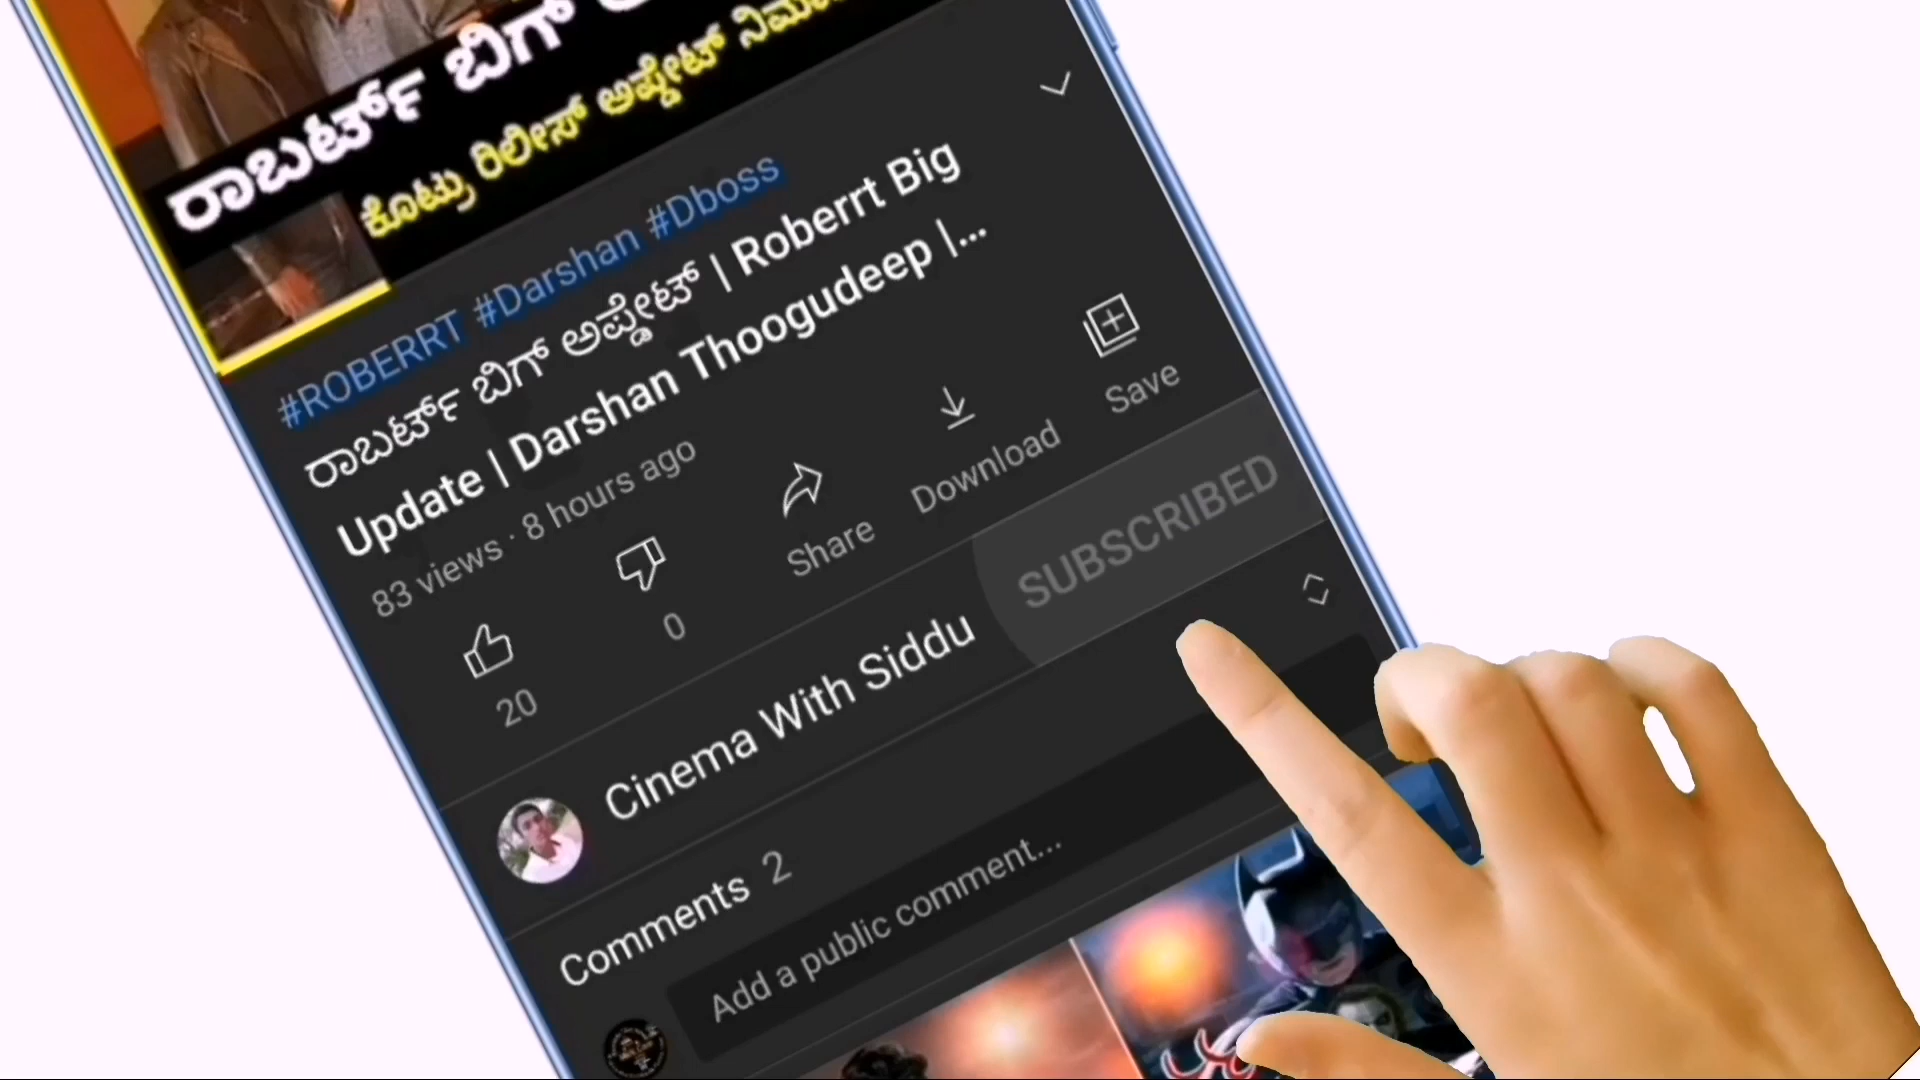 ರಾಬರ್ಟ್ ಬಿಗ್
ಕೊಟ್ರು ರಿಲೀಸ್ ಅಪ್ಡೇಟ್
#ROBERRT #Darshan #Dboss
ರಾಬರ್ಟ್ ಬಿಗ್ ಅಪ್ಡೇಟ್ | Roberrt Big
Update | Darshan Thoogudeep |...
83 views · 8 hours ago
20
0
Share
Download
Save
Cinema With Siddu
SUBSCRIBED
Comments 2
Add a public comment...